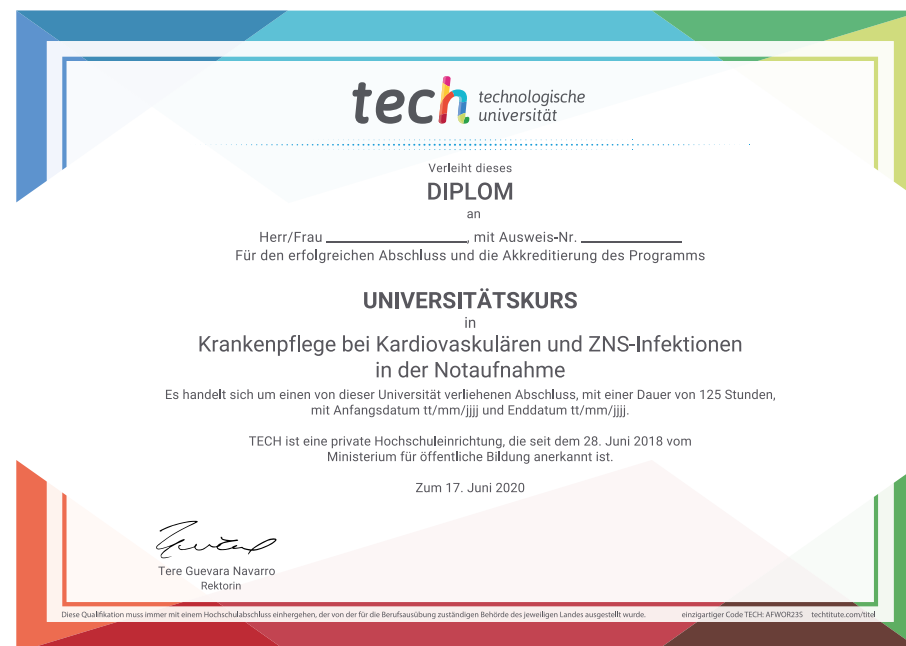 tech technologische
universität
Verleiht dieses
DIPLOM
an
Herr/Frau ____________, mit Ausweis-Nr. ____________
Für den erfolgreichen Abschluss und die Akkreditierung des Programms
UNIVERSITÄTSKURS
in
Krankenpflege bei Kardiovaskulären und ZNS-Infektionen
in der Notaufnahme
Es handelt sich um einen von dieser Universität verliehenen Abschluss, mit einer Dauer von 125 Stunden,
mit Anfangsdatum tt/mm/jjjj und Enddatum tt/mm/jjjj.
TECH ist eine private Hochschuleinrichtung, die seit dem 28. Juni 2018 vom
Ministerium für öffentliche Bildung anerkannt ist.
Zum 17. Juni 2020
Tere Guevara Navarro
Rektorin
Diese Qualifikation muss immer mit einem Hochschulabschluss einhergehen, der von der für die Berufsausübung zuständigen Behörde des jeweiligen Landes ausgestellt wurde. einzigartiger Code TECH: AFWOR23S techtitute.com/titel